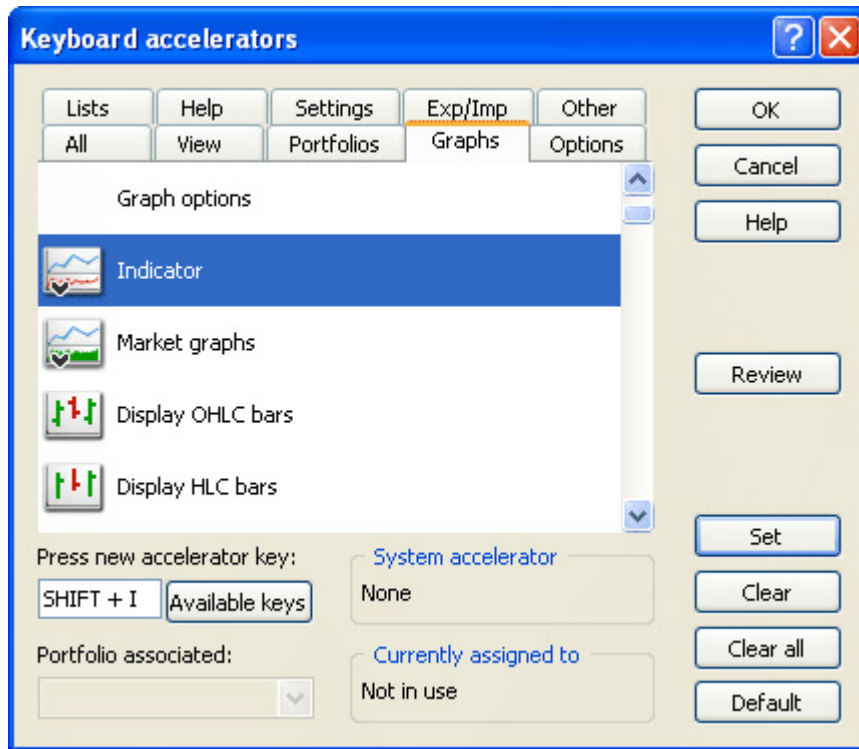 Keyboard accelerators
Lists Help Settings Exp/Imp Other
All View Portfolios Graphs Options
OK
Cancel
Help
Graph options
Indicator
Market graphs
Display OHLC bars
Display HLC bars
Review
Set
Clear
Clear all
Default
Press new accelerator key:
SHIFT + I Available keys
System accelerator
None
Portfolio associated:
Currently assigned to
Not in use